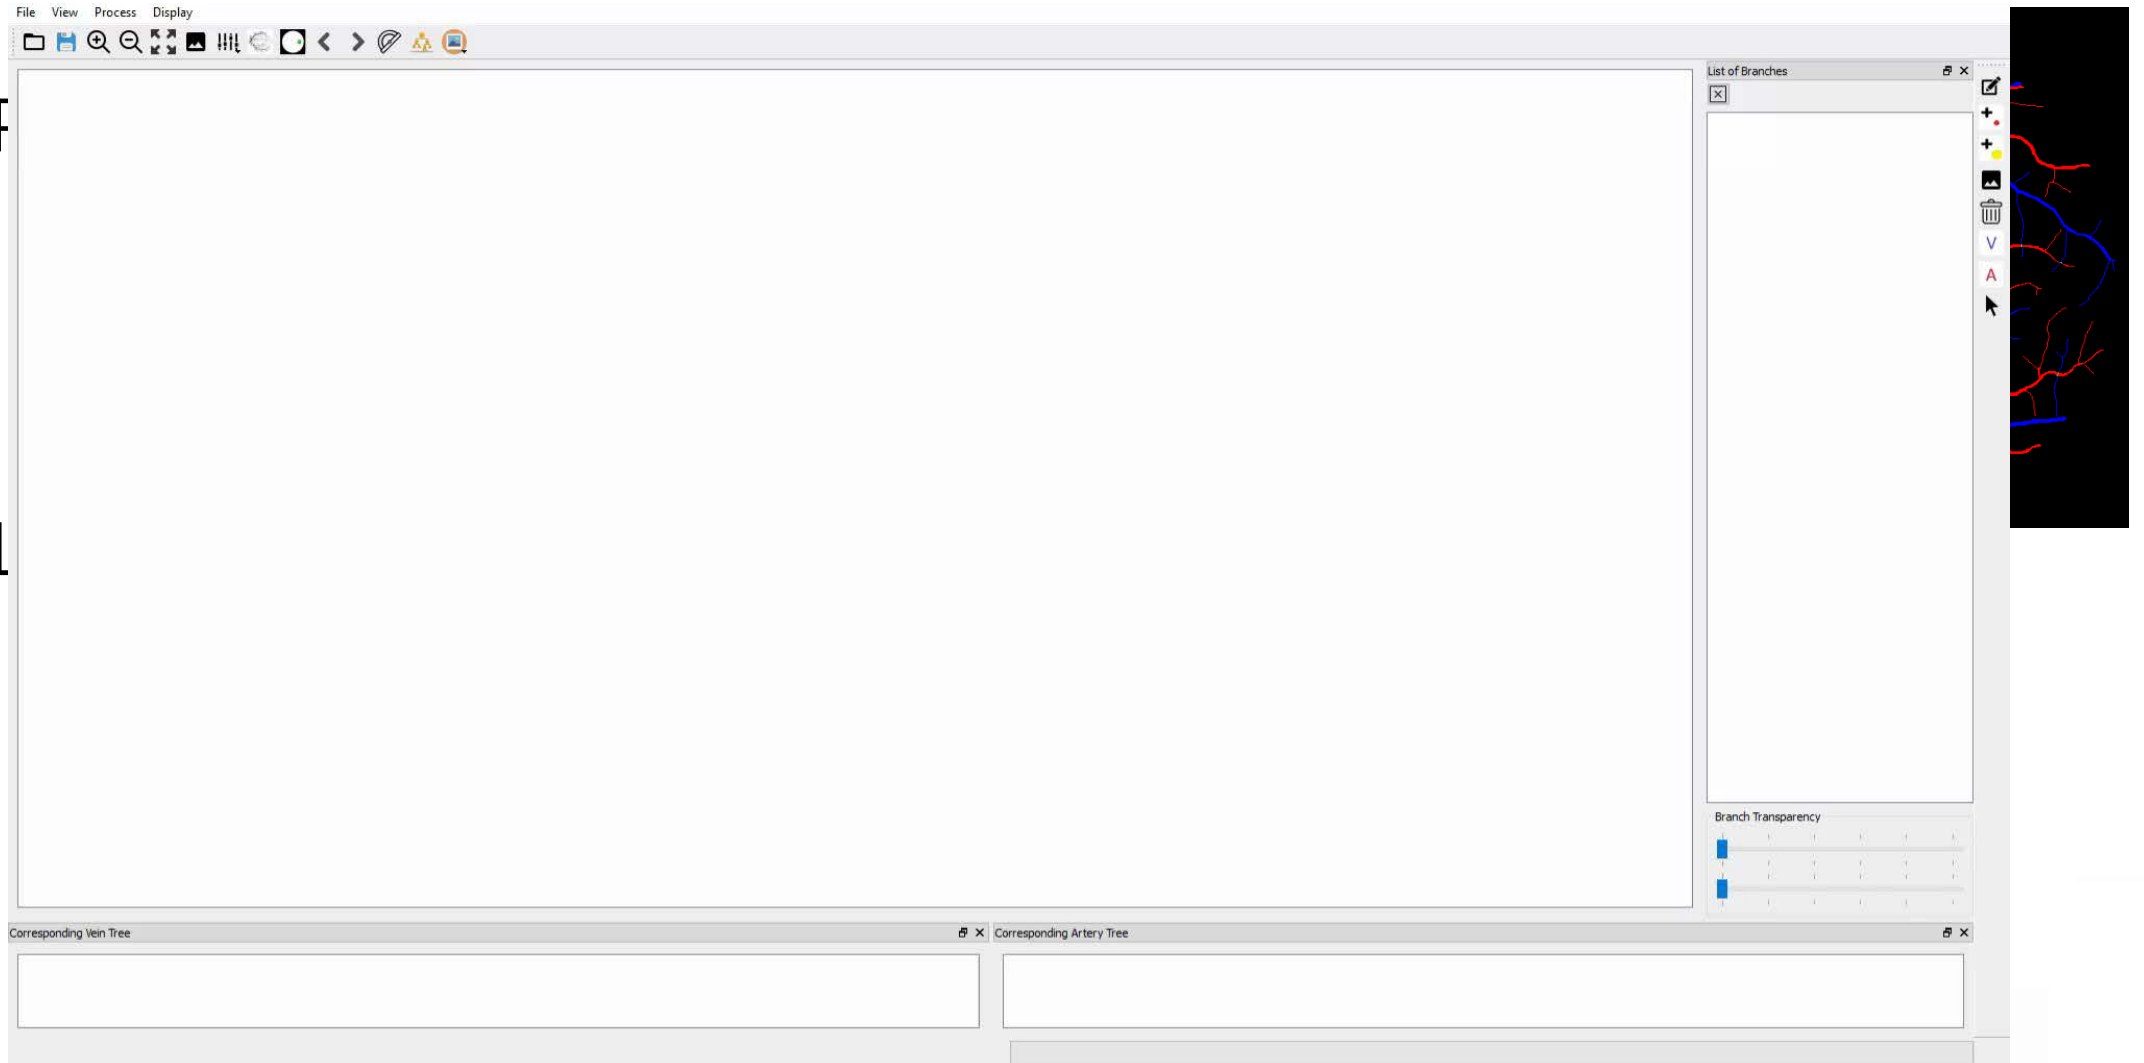 File View Process Display
List of Branches
V
A
Branch Transparency
Corresponding Vein Tree
Corresponding Artery Tree